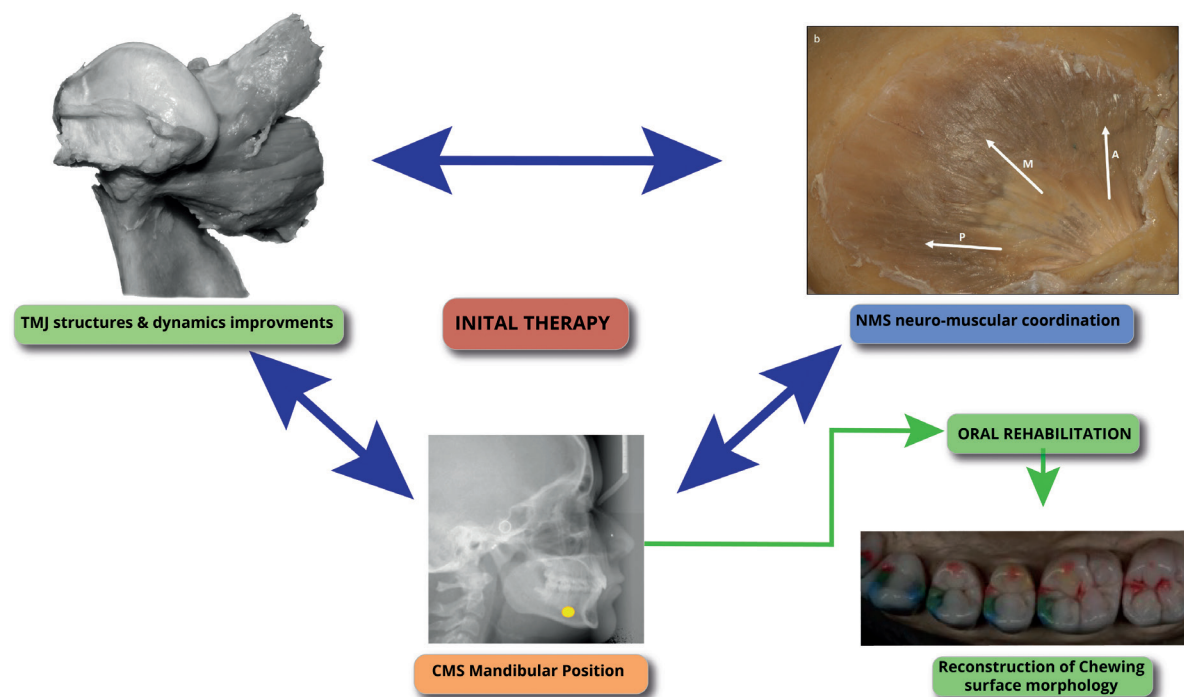 b
M
A
P
TMJ structures & dynamics improvments
INITAL THERAPY
NMS neuro-muscular coordination
ORAL REHABILITATION
CMS Mandibular Position
Reconstruction of Chewing
surface morphology